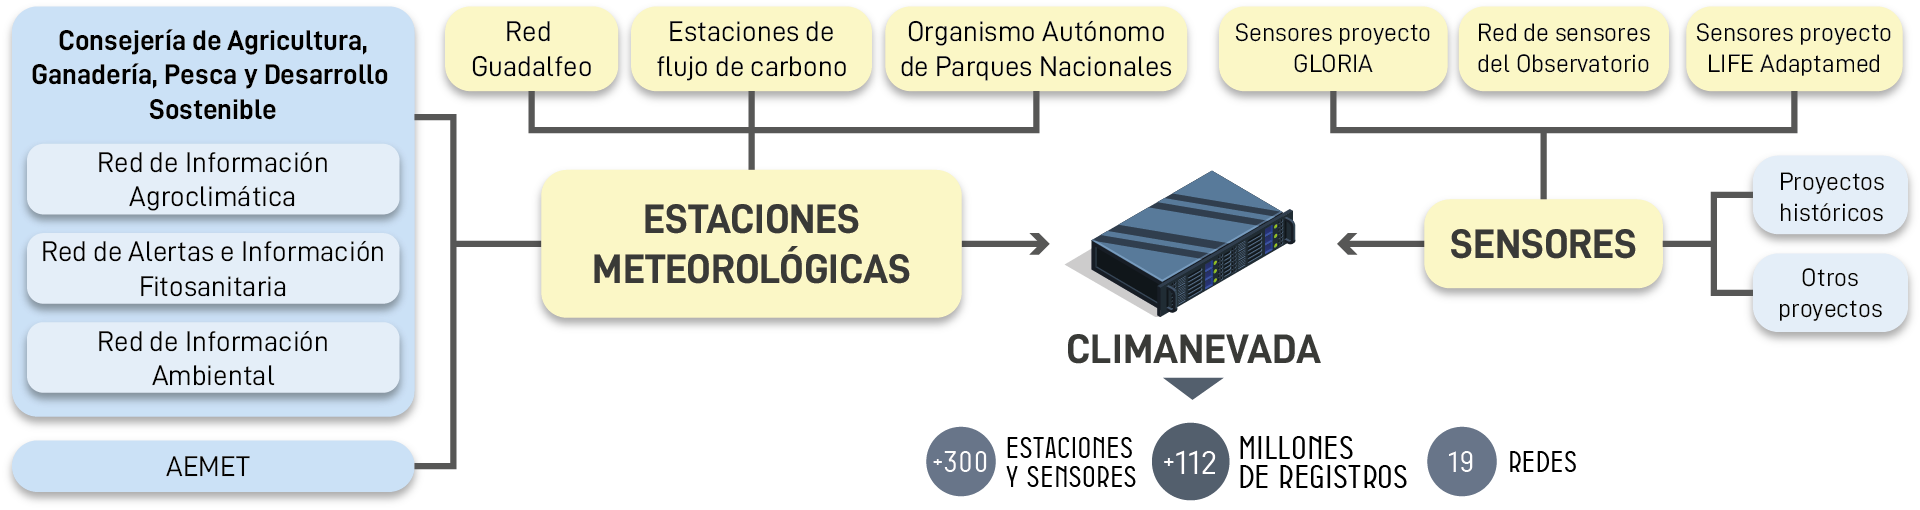 Consejería de Agricultura,
Ganadería, Pesca y Desarrollo
Sostenible
Red de Información
Agroclimática
Red de Alertas e Información
Fitosanitaria
Red de Información
Ambiental
AEMET
Red
Guadalfeo
Estaciones de
flujo de carbono
Organismo Autónomo
de Parques Nacionales
ESTACIONES
METEOROLÓGICAS
Sensores proyecto
GLORIA
Red de sensores
del Observatorio
Sensores proyecto
LIFE Adaptamed
SENSORES
Proyectos
históricos
Otros
proyectos
CLIMANEVADA
+300
ESTACIONES
Y SENSORES
+112
MILLONES
DE REGISTROS
19
REDES